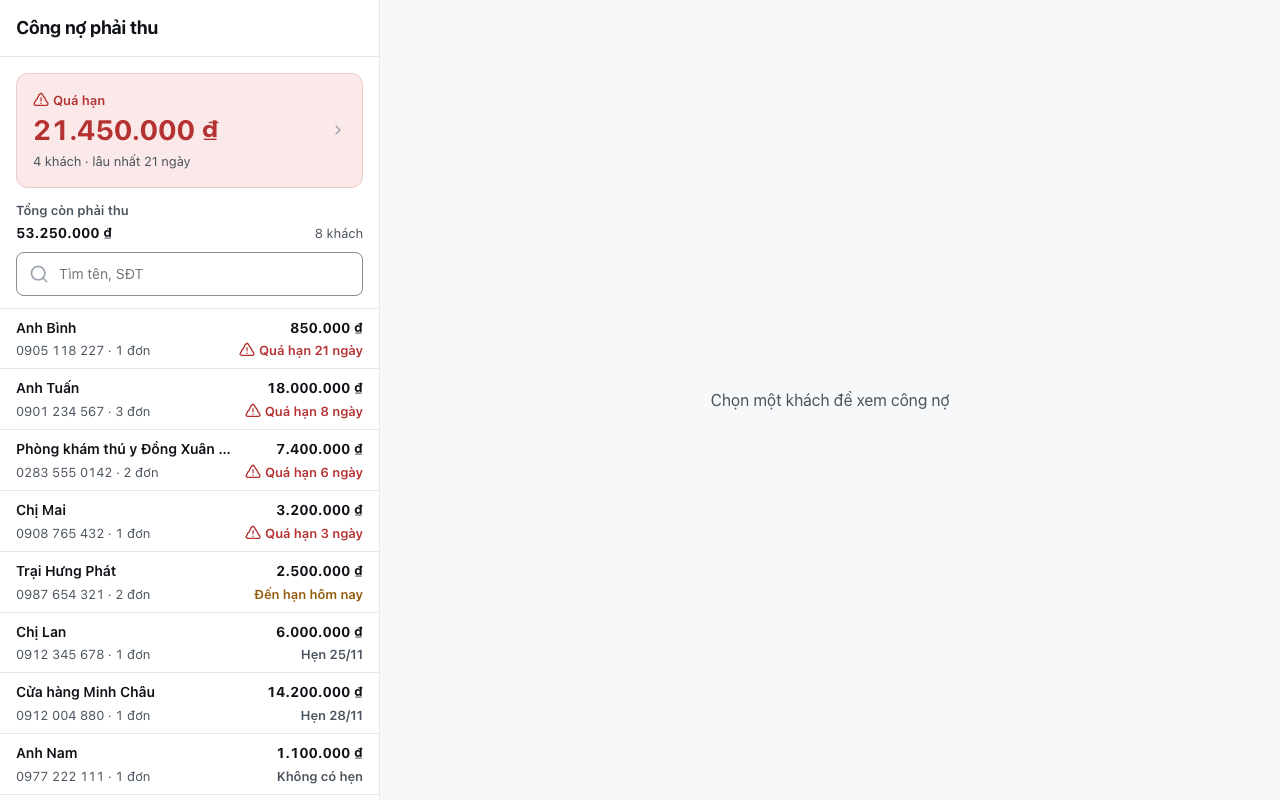 Công nợ phải thu
Quá hạn
21.450.000 ₫
4 khách · lâu nhất 21 ngày
Tổng còn phải thu
53.250.000 ₫ 8 khách
Tìm tên, SĐT
Anh Bình 850.000 ₫
0905 118 227 · 1 đơn Quá hạn 21 ngày
Anh Tuấn 18.000.000 ₫
0901 234 567 · 3 đơn Quá hạn 8 ngày
Phòng khám thú y Đồng Xuân ... 7.400.000 ₫
0283 555 0142 · 2 đơn Quá hạn 6 ngày
Chị Mai 3.200.000 ₫
0908 765 432 · 1 đơn Quá hạn 3 ngày
Trại Hưng Phát 2.500.000 ₫
0987 654 321 · 2 đơn Đến hạn hôm nay
Chị Lan 6.000.000 ₫
0912 345 678 · 1 đơn Hẹn 25/11
Cửa hàng Minh Châu 14.200.000 ₫
0912 004 880 · 1 đơn Hẹn 28/11
Anh Nam 1.100.000 ₫
0977 222 111 · 1 đơn Không có hẹn
Chọn một khách để xem công nợ